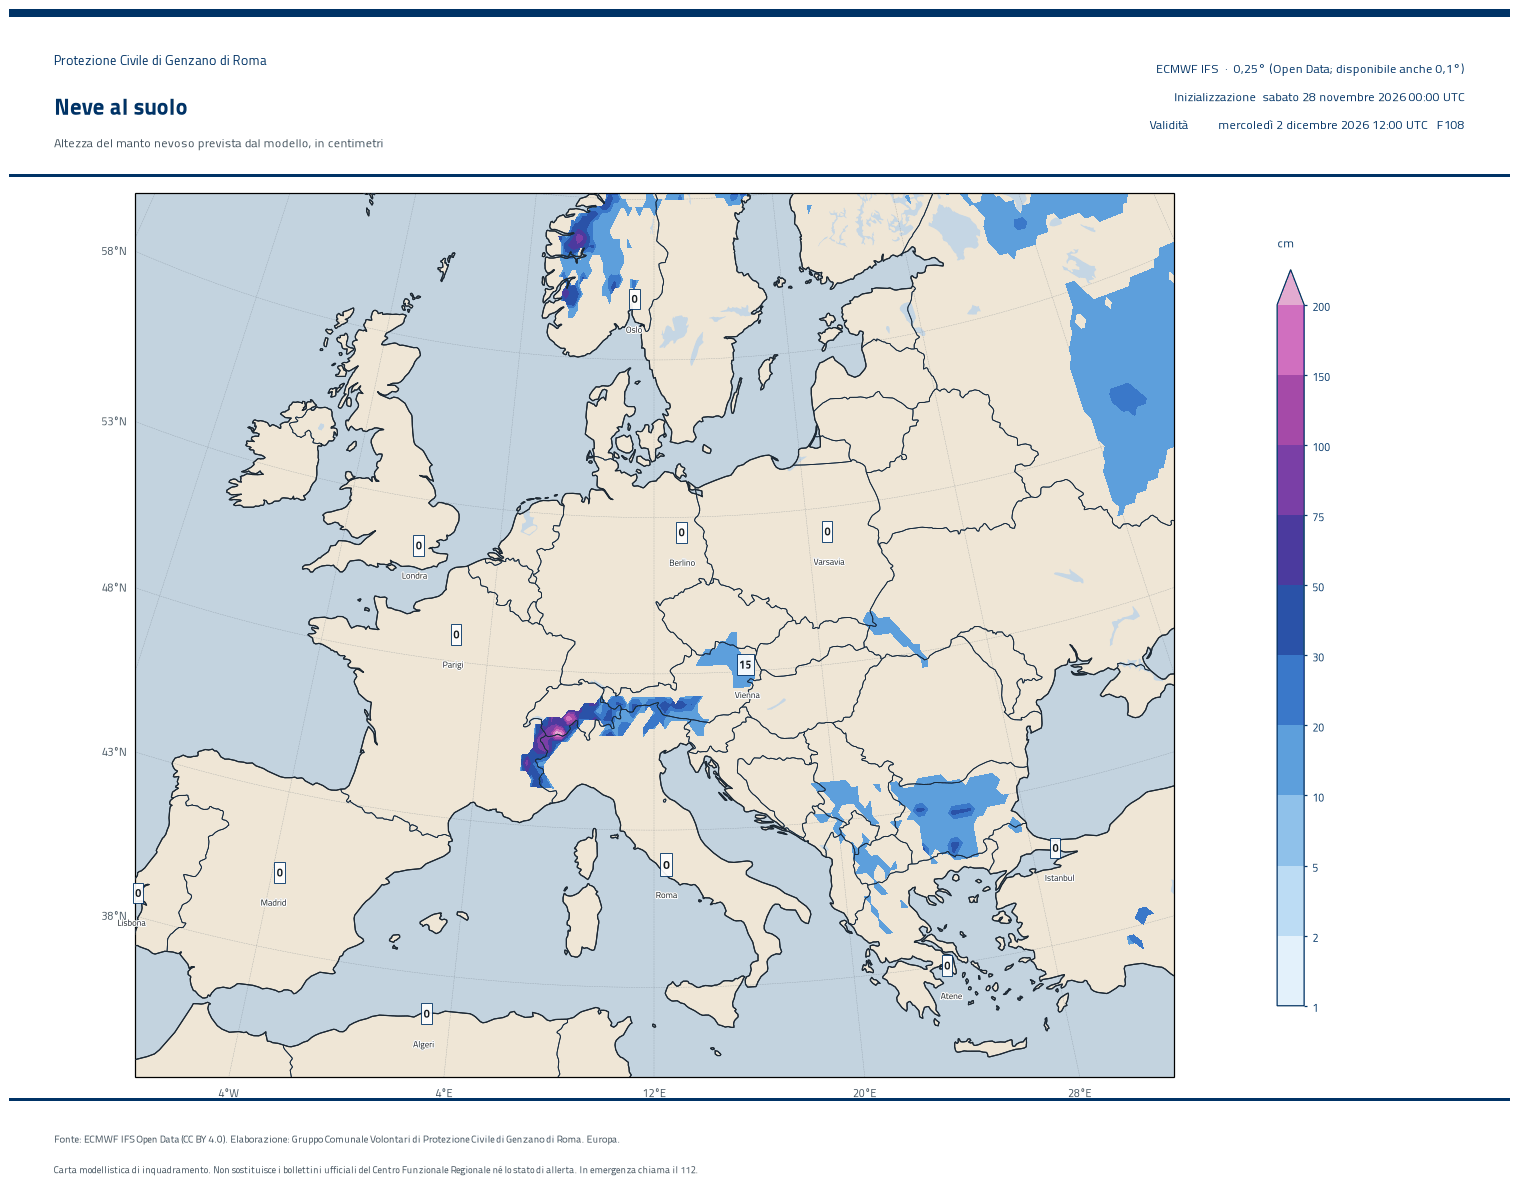 Protezione Civile di Genzano di Roma
Neve al suolo
Altezza del manto nevoso prevista dal modello, in centimetri
ECMWF IFS · 0,25° (Open Data; disponibile anche 0,1°)
Inizializzazione sabato 28 novembre 2026 00:00 UTC
Validità mercoledì 2 dicembre 2026 12:00 UTC F108
58°N
53°N
48°N
43°N
38°N
4°W
4°E
12°E
20°E
28°E
0
Oslo
0
Londra
0
Berlino
0
Varsavia
0
Parigi
15
Vienna
0
Madrid
0
Lisbona
0
Roma
0
Istanbul
0
Atene
0
Algeri
cm
200
150
100
75
50
30
20
10
5
2
1
Fonte: ECMWF IFS Open Data (CC BY 4.0). Elaborazione: Gruppo Comunale Volontari di Protezione Civile di Genzano di Roma. Europa.
Carta modellistica di inquadramento. Non sostituisce i bollettini ufficiali del Centro Funzionale Regionale né lo stato di allerta. In emergenza chiama il 112.